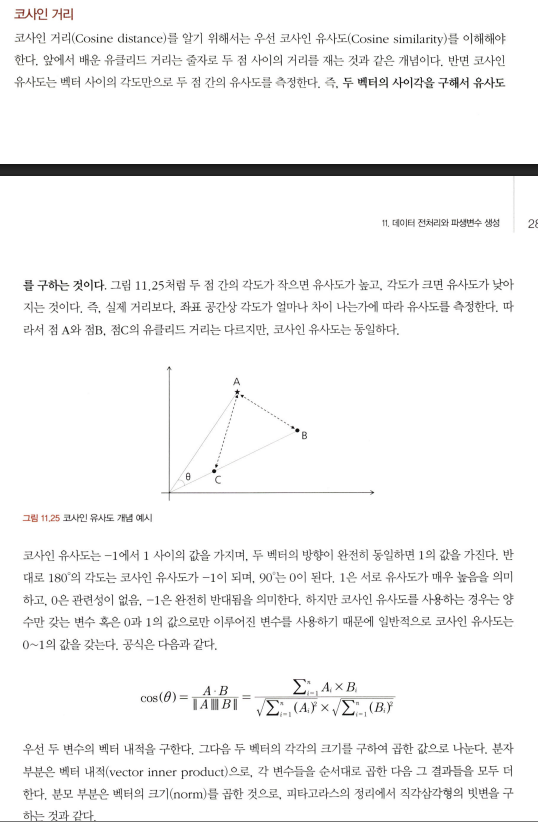 코사인 거리
코사인 거리(Cosine distance)를 알기 위해서는 우선 코사인 유사도(Cosine similarity)를 이해해야
한다. 앞에서 배운 유클리드 거리는 줄자로 두 점 사이의 거리를 재는 것과 같은 개념이다. 반면 코사인
유사도는 벡터 사이의 각도만으로 두 점 간의 유사도를 측정한다. 즉, 두 벡터의 사이각을 구해서 유사도
11. 데이터 전처리와 파생변수 생성 28
를 구하는 것이다. 그림 11.25처럼 두 점 간의 각도가 작으면 유사도가 높고, 각도가 크면 유사도가 낮아
지는 것이다. 즉, 실제 거리보다, 좌표 공간상 각도가 얼마나 차이 나는가에 따라 유사도를 측정한다. 따
라서 점 A와 점B, 점C의 유클리드 거리는 다르지만, 코사인 유사도는 동일하다.
A
B
θ
C
그림 11.25 코사인 유사도 개념 예시
코사인 유사도는 -1에서 1 사이의 값을 가지며, 두 벡터의 방향이 완전히 동일하면 1의 값을 가진다. 반
대로 180°의 각도는 코사인 유사도가 -1이 되며, 90°는 0이 된다. 1은 서로 유사도가 매우 높음을 의미
하고, 0은 관련성이 없음, -1은 완전히 반대됨을 의미한다. 하지만 코사인 유사도를 사용하는 경우는 양
수만 갖는 변수 혹은 0과 1의 값으로만 이루어진 변수를 사용하기 때문에 일반적으로 코사인 유사도는
0~1의 값을 갖는다. 공식은 다음과 같다.
cos(θ) = A·B / ‖A‖‖B‖ = ∑ⁿᵢ₌₁ Aᵢ × Bᵢ / √∑ⁿᵢ₌₁ (Aᵢ)² × √∑ⁿᵢ₌₁ (Bᵢ)²
우선 두 변수의 벡터 내적을 구한다. 그다음 두 벡터의 각각의 크기를 구하여 곱한 값으로 나눈다. 분자
부분은 벡터 내적(vector inner product)으로, 각 변수들을 순서대로 곱한 다음 그 결과들을 모두 더
한다. 분모 부분은 벡터의 크기(norm)를 곱한 것으로, 피타고라스의 정리에서 직각삼각형의 빗변을 구
하는 것과 같다.